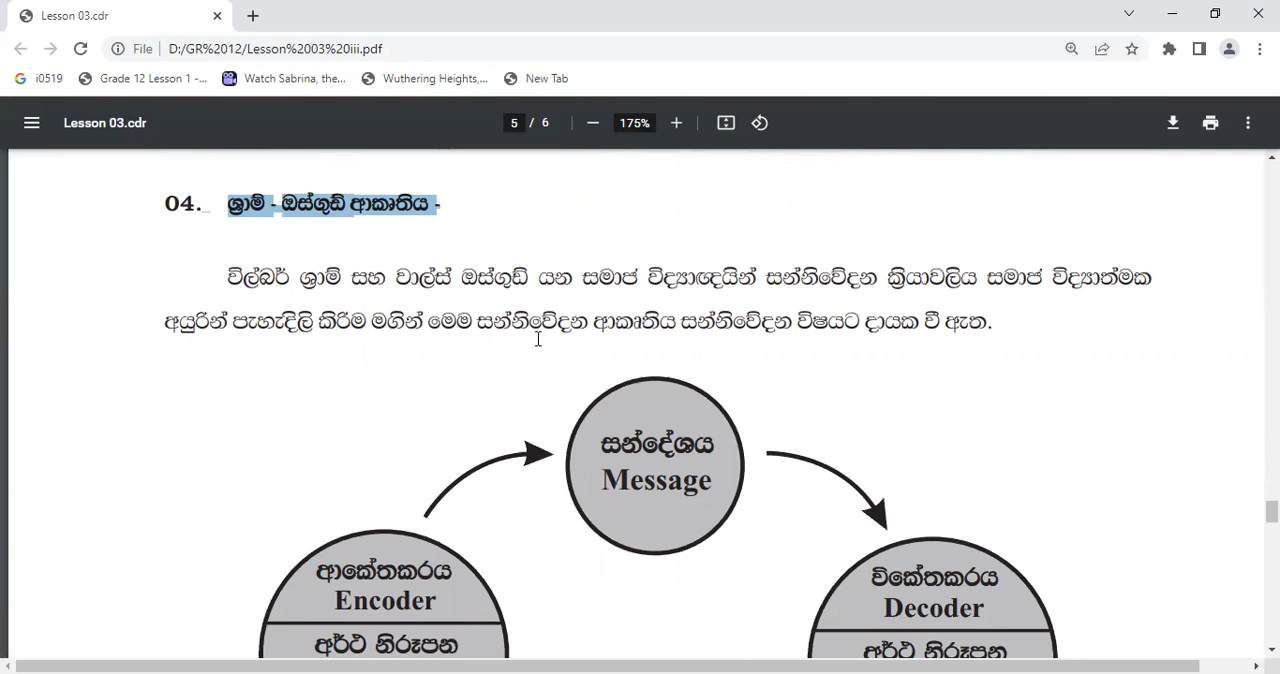 Lesson 03.cdr
File
D:/GR%2012/Lesson%2003%20iii.pdf
i0519
Grade 12 Lesson 1 -...
Watch Sabrina, the...
Wuthering Heights,...
New Tab
Lesson 03.cdr
5 / 6
175%
04. ශ්‍රාම් - ඔස්ගුඩ් ආකෘතිය -
විල්බර් ශ්‍රාම් සහ චාල්ස් ඔස්ගුඩ් යන සමාජ විද්‍යාඥයින් සන්නිවේදන ක්‍රියාවලිය සමාජ විද්‍යාත්මක
අයුරින් පැහැදිලි කිරීම මගින් මෙම සන්නිවේදන ආකෘතිය සන්නිවේදන විෂයට දායක වී ඇත.
සන්දේශය
Message
ආකේතකරය
Encoder
අර්ථ නිරූපන
විකේතකරය
Decoder
අර්ථ නිරූපන